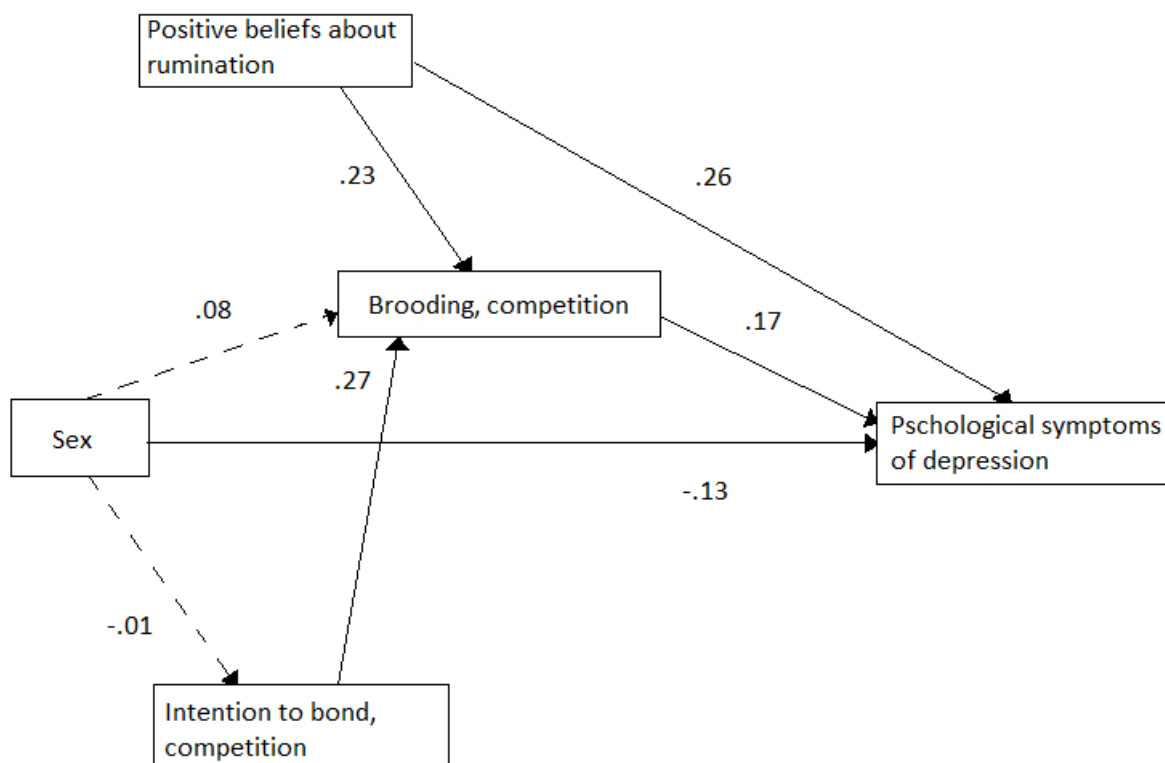 Positive beliefs about
rumination
.23
.26
Brooding, competition
.08
.17
.27
Sex
Pschological symptoms
of depression
-.13
-.01
Intention to bond,
competition